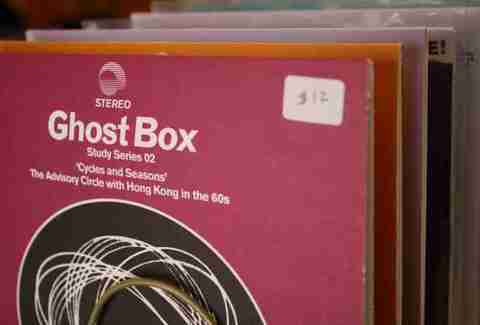 $12
STEREO
Ghost Box
Study Series 02
'Cycles and Seasons'
The Advisory Circle with Hong Kong in the 60s